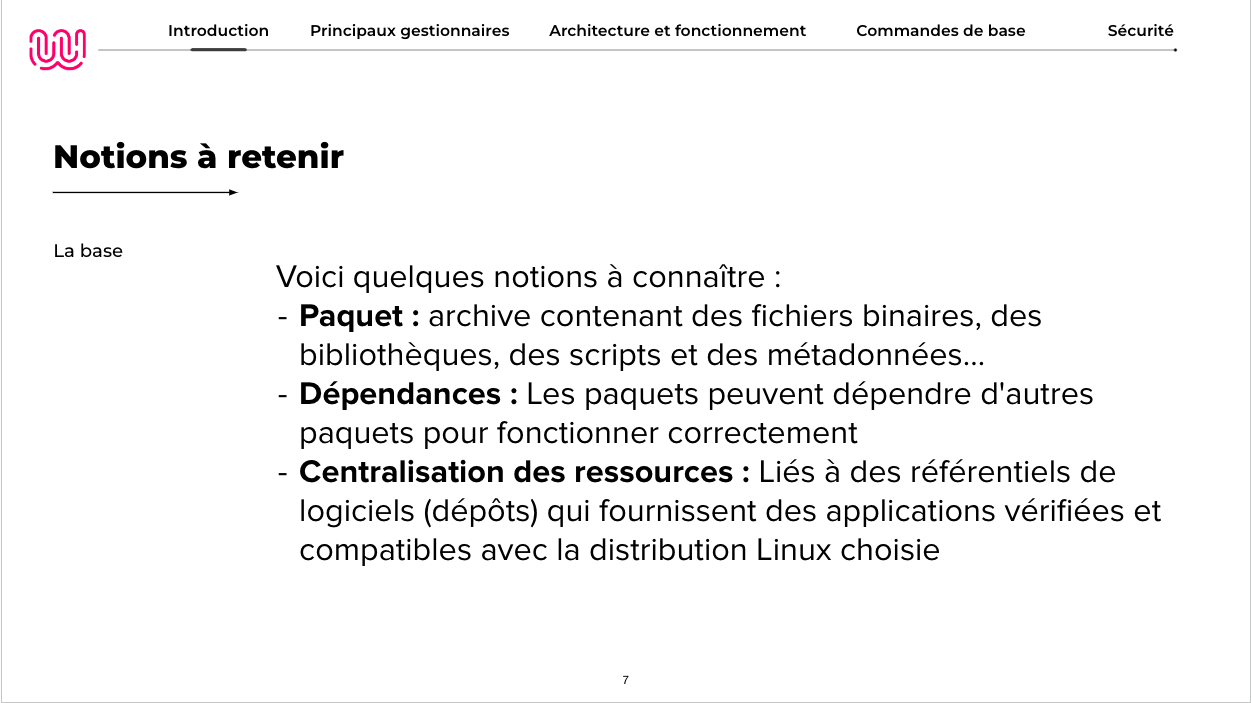 Introduction Principaux gestionnaires Architecture et fonctionnement Commandes de base Sécurité
Notions à retenir
La base
Voici quelques notions à connaître :
- Paquet : archive contenant des fichiers binaires, des
bibliothèques, des scripts et des métadonnées...
- Dépendances : Les paquets peuvent dépendre d'autres
paquets pour fonctionner correctement
- Centralisation des ressources : Liés à des référentiels de
logiciels (dépôts) qui fournissent des applications vérifiées et
compatibles avec la distribution Linux choisie
7